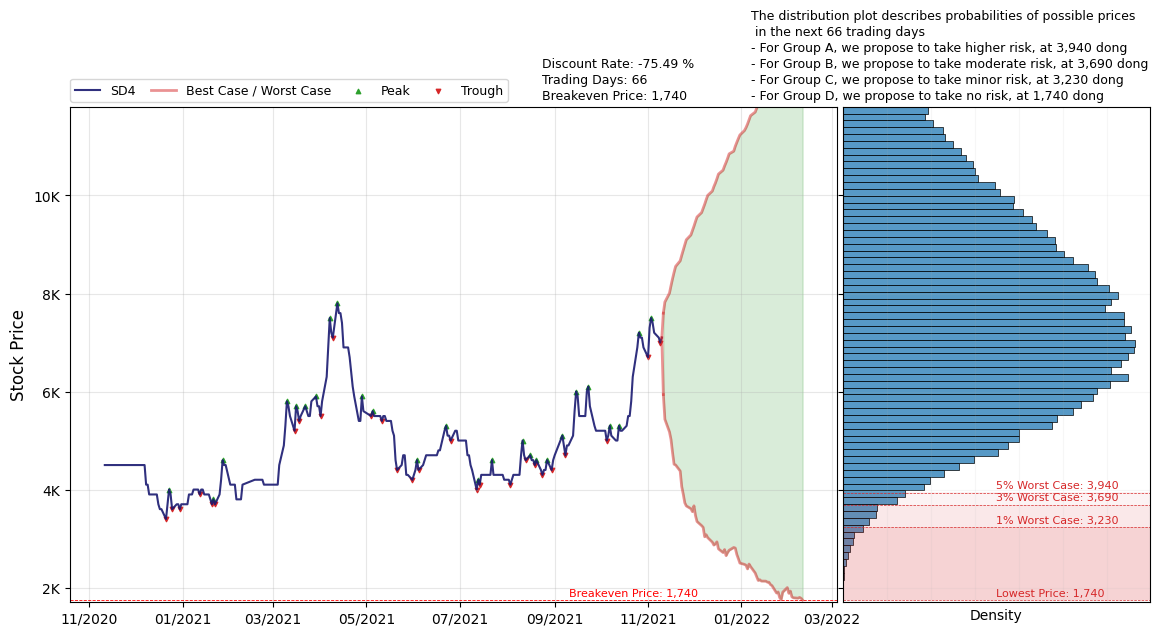 The distribution plot describes probabilities of possible prices
in the next 66 trading days
- For Group A, we propose to take higher risk, at 3,940 dong
- For Group B, we propose to take moderate risk, at 3,690 dong
- For Group C, we propose to take minor risk, at 3,230 dong
- For Group D, we propose to take no risk, at 1,740 dong
Discount Rate: -75.49 %
Trading Days: 66
Breakeven Price: 1,740
SD4
Best Case / Worst Case
Peak
Trough
Stock Price
10K
8K
6K
4K
2K
Breakeven Price: 1,740
11/2020
01/2021
03/2021
05/2021
07/2021
09/2021
11/2021
01/2022
03/2022
5% Worst Case: 3,940
3% Worst Case: 3,690
1% Worst Case: 3,230
Lowest Price: 1,740
Density